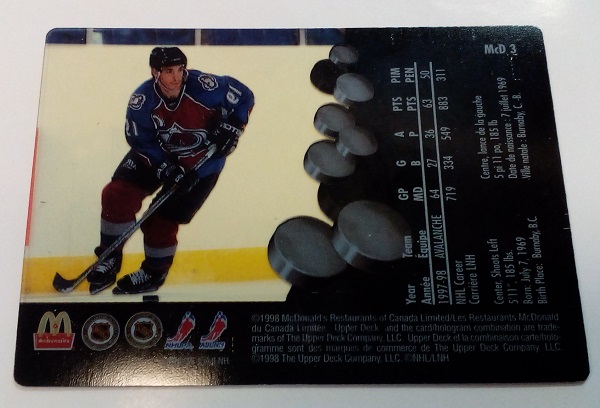 McD 3
Year Team GP G A PTS PIM
Année Équipe MD B P PTS PEN
1997-98 AVALANCHE 64 27 36 63 50
NHL Career
Carrière LNH 719 334 549 883 311
Center, Shoots Left
5'11", 185 lbs.
Born: July 7, 1969
Birth Place: Burnaby, B.C.
Centre, lance de la gauche
5 pi 11 po, 185 lb
Date de naissance : 7 juillet 1969
Ville natale : Burnaby, C.-B.
21
©1998 McDonald's Restaurants of Canada Limited/Les Restaurants McDonald
du Canada Limitée Upper Deck and the card/hologram combination are trade-
marks of The Upper Deck Company, LLC. Upper Deck et la combinaison carte/holo-
gramme sont des marques de commerce de The Upper Deck Company, LLC.
©1998 The Upper Deck Company, LLC. ©NHL/LNH
McDonald's
NHLPA